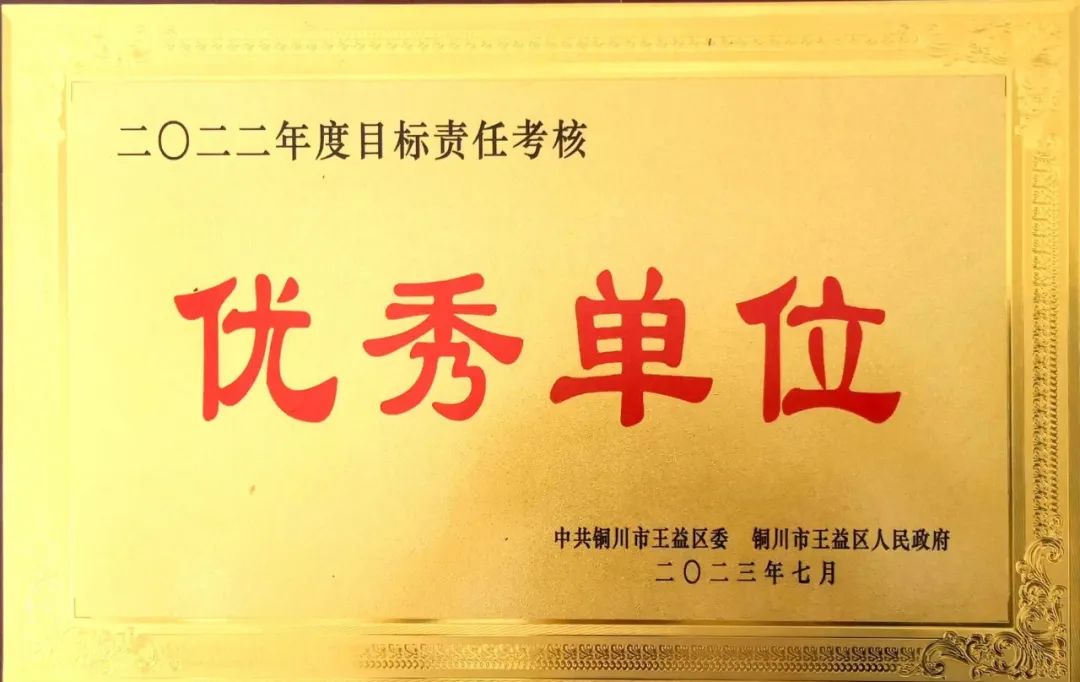 二〇二二年度目标责任考核
优秀单位
中共铜川市王益区委 铜川市王益区人民政府
二〇二三年七月